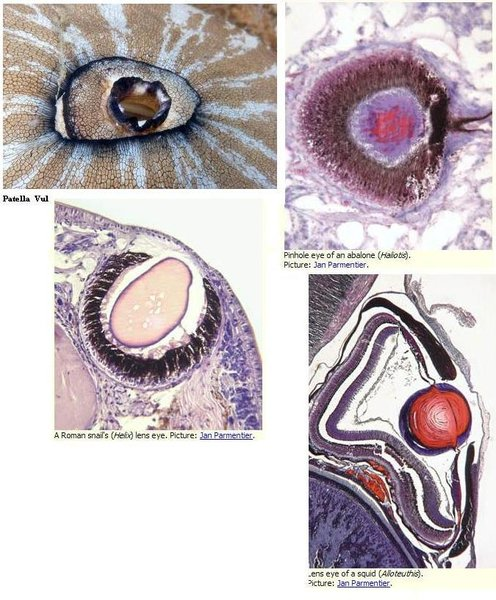 Patella Vul
Pinhole eye of an abalone (Haliotis).
Picture: Jan Parmentier.
A Roman snail's (Helix) lens eye. Picture: Jan Parmentier.
Lens eye of a squid (Alloteuthis).
Picture: Jan Parmentier.